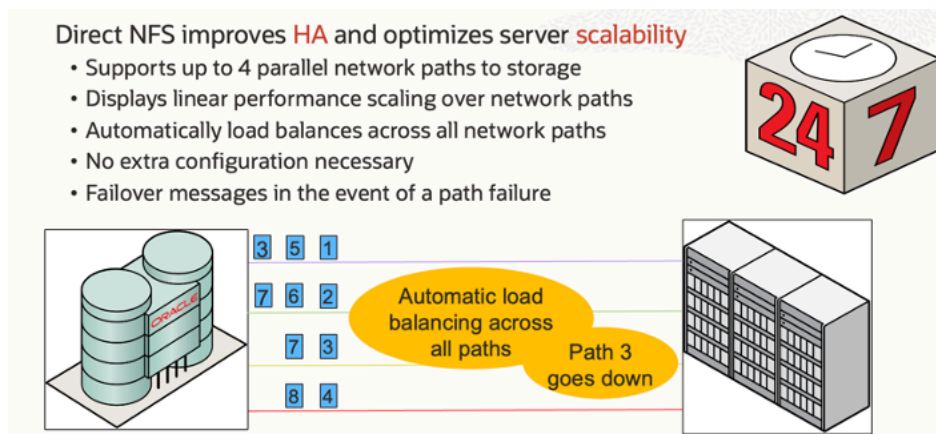 Direct NFS improves HA and optimizes server scalability
• Supports up to 4 parallel network paths to storage
• Displays linear performance scaling over network paths
• Automatically load balances across all network paths
• No extra configuration necessary
• Failover messages in the event of a path failure
24
7
ORACLE
3 5 1
7 6 2
7 3
8 4
Automatic load
balancing across
all paths
Path 3
goes down